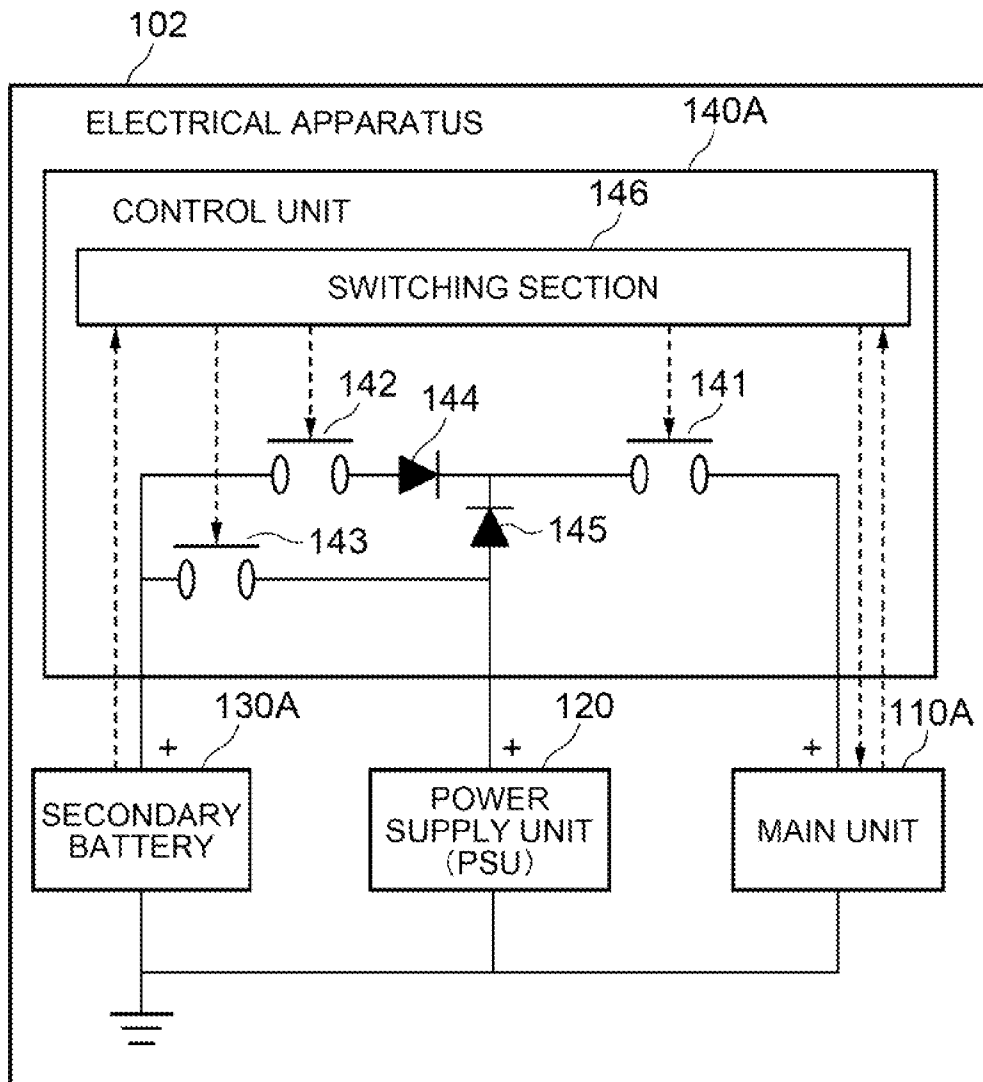 102
ELECTRICAL APPARATUS
140A
CONTROL UNIT
146
SWITCHING SECTION
142
144
141
143
145
130A
120
110A
+
+
+
SECONDARY
BATTERY
POWER
SUPPLY UNIT
(PSU)
MAIN UNIT